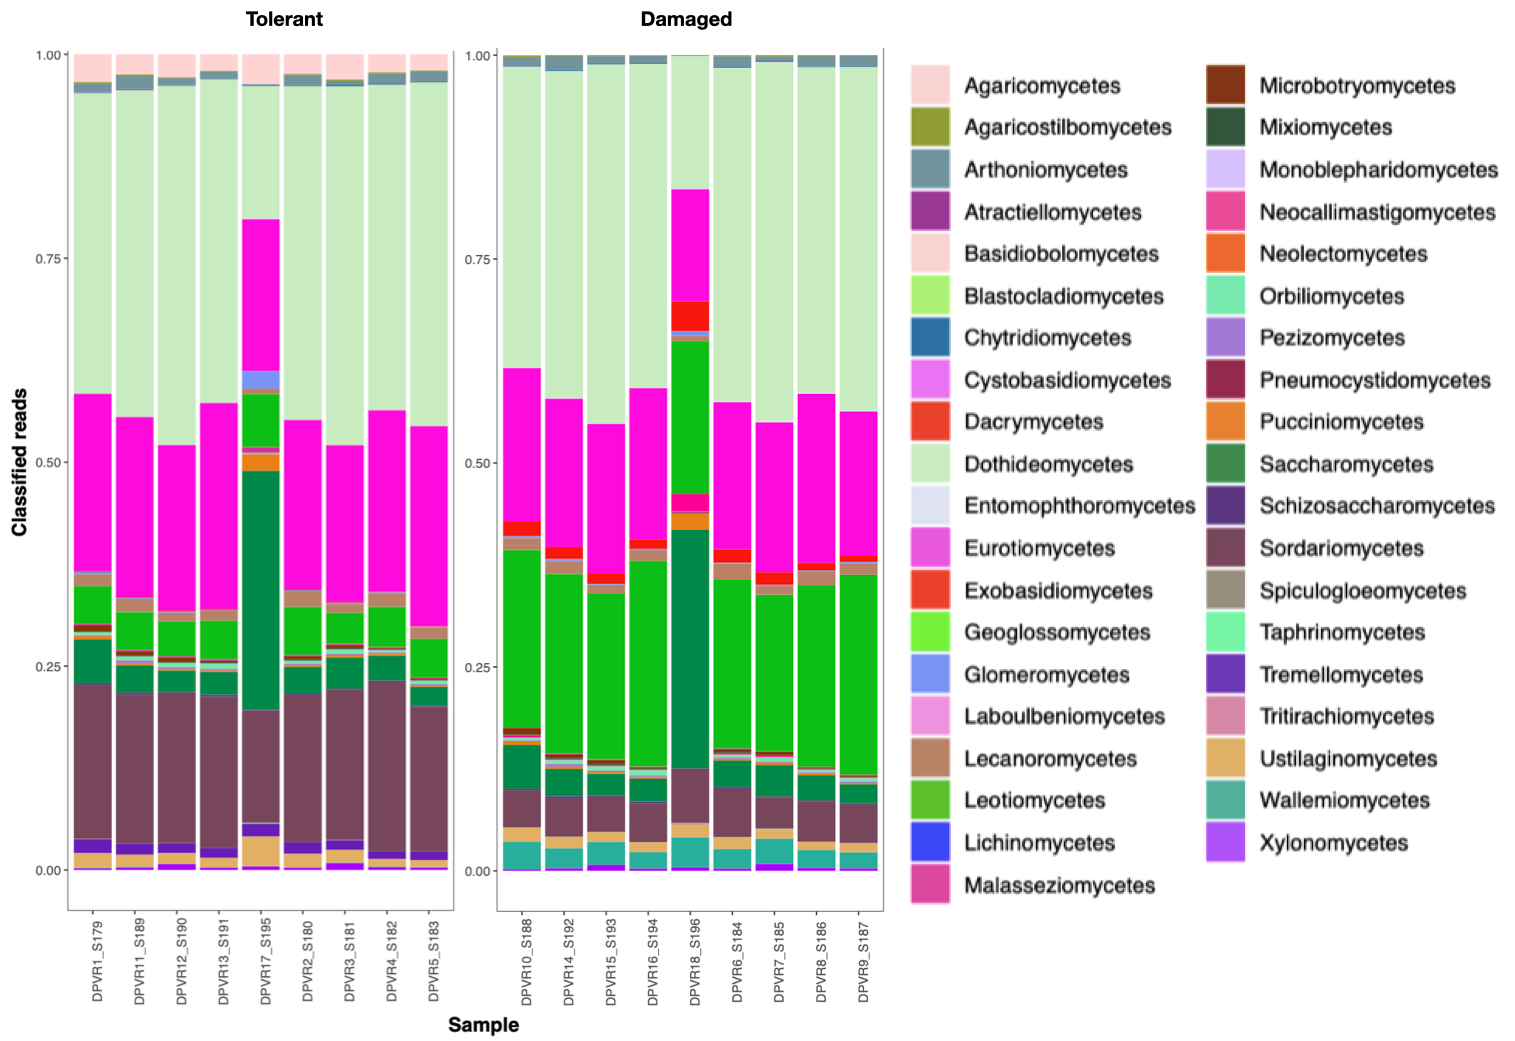 Tolerant
Damaged
1.00
0.75
0.50
0.25
0.00
1.00
0.75
0.50
0.25
0.00
Classified reads
DPVR1_S179
DPVR11_S189
DPVR12_S190
DPVR13_S191
DPVR17_S195
DPVR2_S180
DPVR3_S181
DPVR4_S182
DPVR5_S183
DPVR10_S188
DPVR14_S192
DPVR15_S193
DPVR16_S194
DPVR18_S196
DPVR6_S184
DPVR7_S185
DPVR8_S186
DPVR9_S187
Sample
Agaricomycetes
Agaricostilbomycetes
Arthoniomycetes
Atractiellomycetes
Basidiobolomycetes
Blastocladiomycetes
Chytridiomycetes
Cystobasidiomycetes
Dacrymycetes
Dothideomycetes
Entomophthoromycetes
Eurotiomycetes
Exobasidiomycetes
Geoglossomycetes
Glomeromycetes
Laboulbeniomycetes
Lecanoromycetes
Leotiomycetes
Lichinomycetes
Malasseziomycetes
Microbotryomycetes
Mixiomycetes
Monoblepharidomycetes
Neocallimastigomycetes
Neolectomycetes
Orbiliomycetes
Pezizomycetes
Pneumocystidomycetes
Pucciniomycetes
Saccharomycetes
Schizosaccharomycetes
Sordariomycetes
Spiculogloeomycetes
Taphrinomycetes
Tremellomycetes
Tritirachiomycetes
Ustilaginomycetes
Wallemiomycetes
Xylonomycetes